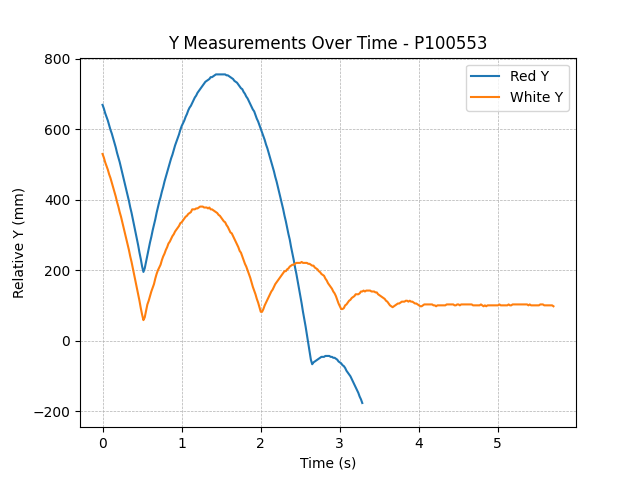 Y Measurements Over Time - P100553
Red Y
White Y
Relative Y (mm)
800
600
400
200
0
−200
0 1 2 3 4 5
Time (s)